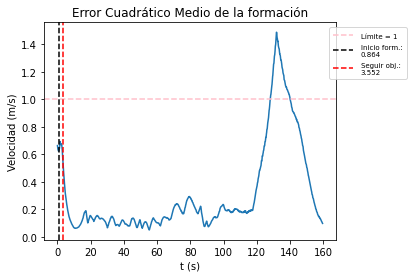 Error Cuadrático Medio de la formación
Límite = 1
Inicio form.:
0.864
Seguir obj.:
3.552
Velocidad (m/s)
1.4
1.2
1.0
0.8
0.6
0.4
0.2
0.0
0 20 40 60 80 100 120 140 160
t (s)